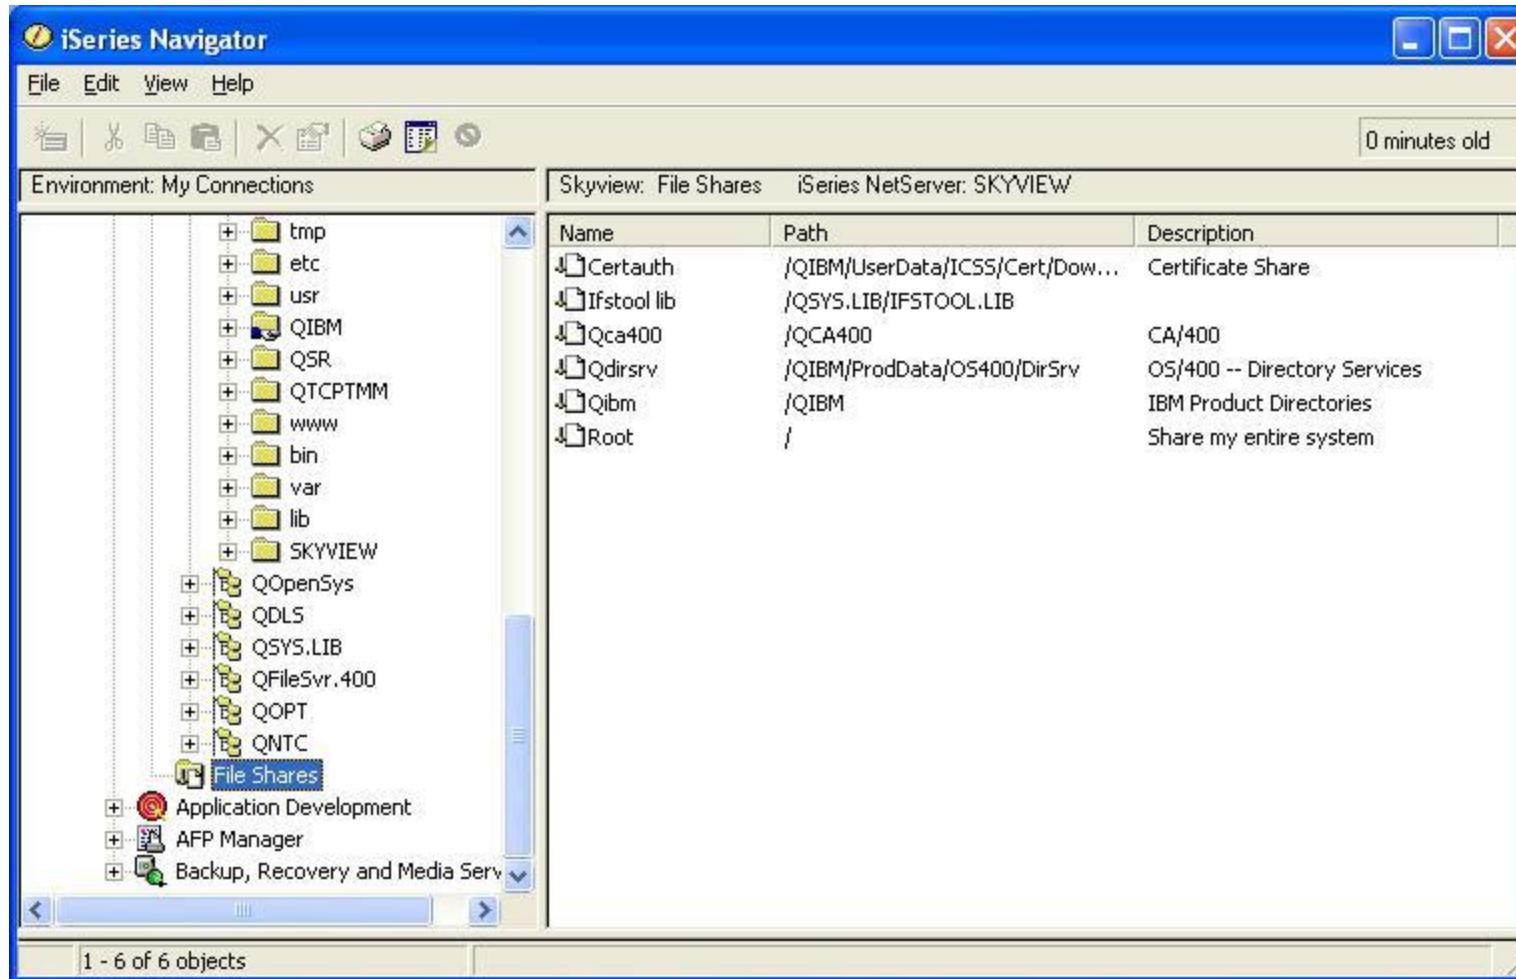 iSeries Navigator
File Edit View Help
0 minutes old
Environment: My Connections
Skyview: File Shares iSeries NetServer: SKYVIEW
tmp
etc
usr
QIBM
QSR
QTCPTMM
www
bin
var
lib
SKYVIEW
QOpenSys
QDLS
QSYS.LIB
QFileSvr.400
QOPT
QNTC
File Shares
Application Development
AFP Manager
Backup, Recovery and Media Serv
Name Path Description
Certauth /QIBM/UserData/ICSS/Cert/Dow... Certificate Share
Ifstool lib /QSYS.LIB/IFSTOOL.LIB
Qca400 /QCA400 CA/400
Qdirsrv /QIBM/ProdData/OS400/DirSrv OS/400 -- Directory Services
Qibm /QIBM IBM Product Directories
Root / Share my entire system
1 - 6 of 6 objects